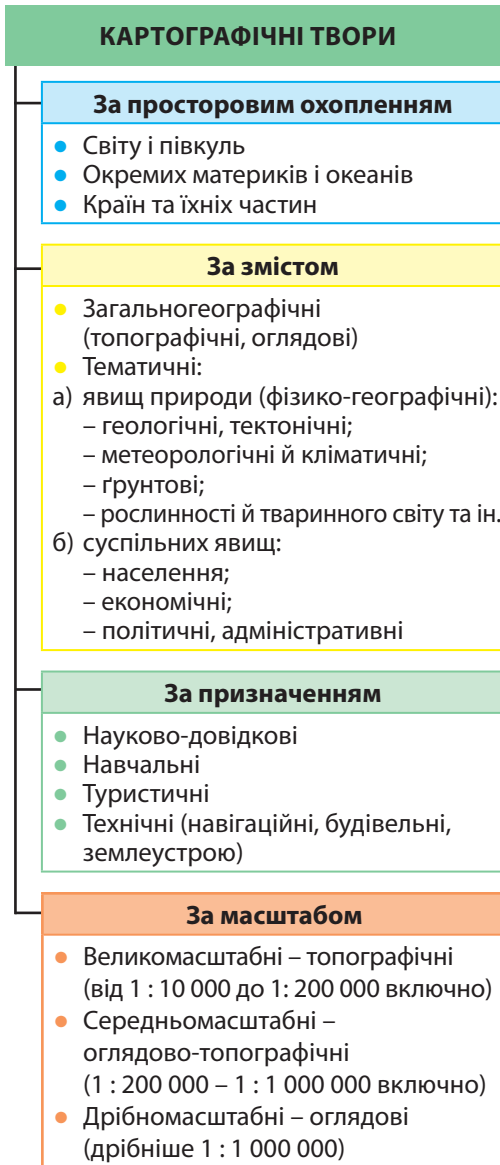 КАРТОГРАФІЧНІ ТВОРИ
За просторовим охопленням
● Світу і півкуль
● Окремих материків і океанів
● Країн та їхніх частин
За змістом
● Загальногеографічні
(топографічні, оглядові)
● Тематичні:
а) явищ природи (фізико-географічні):
– геологічні, тектонічні;
– метеорологічні й кліматичні;
– ґрунтові;
– рослинності й тваринного світу та ін.
б) суспільних явищ:
– населення;
– економічні;
– політичні, адміністративні
За призначенням
● Науково-довідкові
● Навчальні
● Туристичні
● Технічні (навігаційні, будівельні,
землеустрою)
За масштабом
● Великомасштабні – топографічні
(від 1 : 10 000 до 1: 200 000 включно)
● Середньомасштабні –
оглядово-топографічні
(1 : 200 000 – 1 : 1 000 000 включно)
● Дрібномасштабні – оглядові
(дрібніше 1 : 1 000 000)